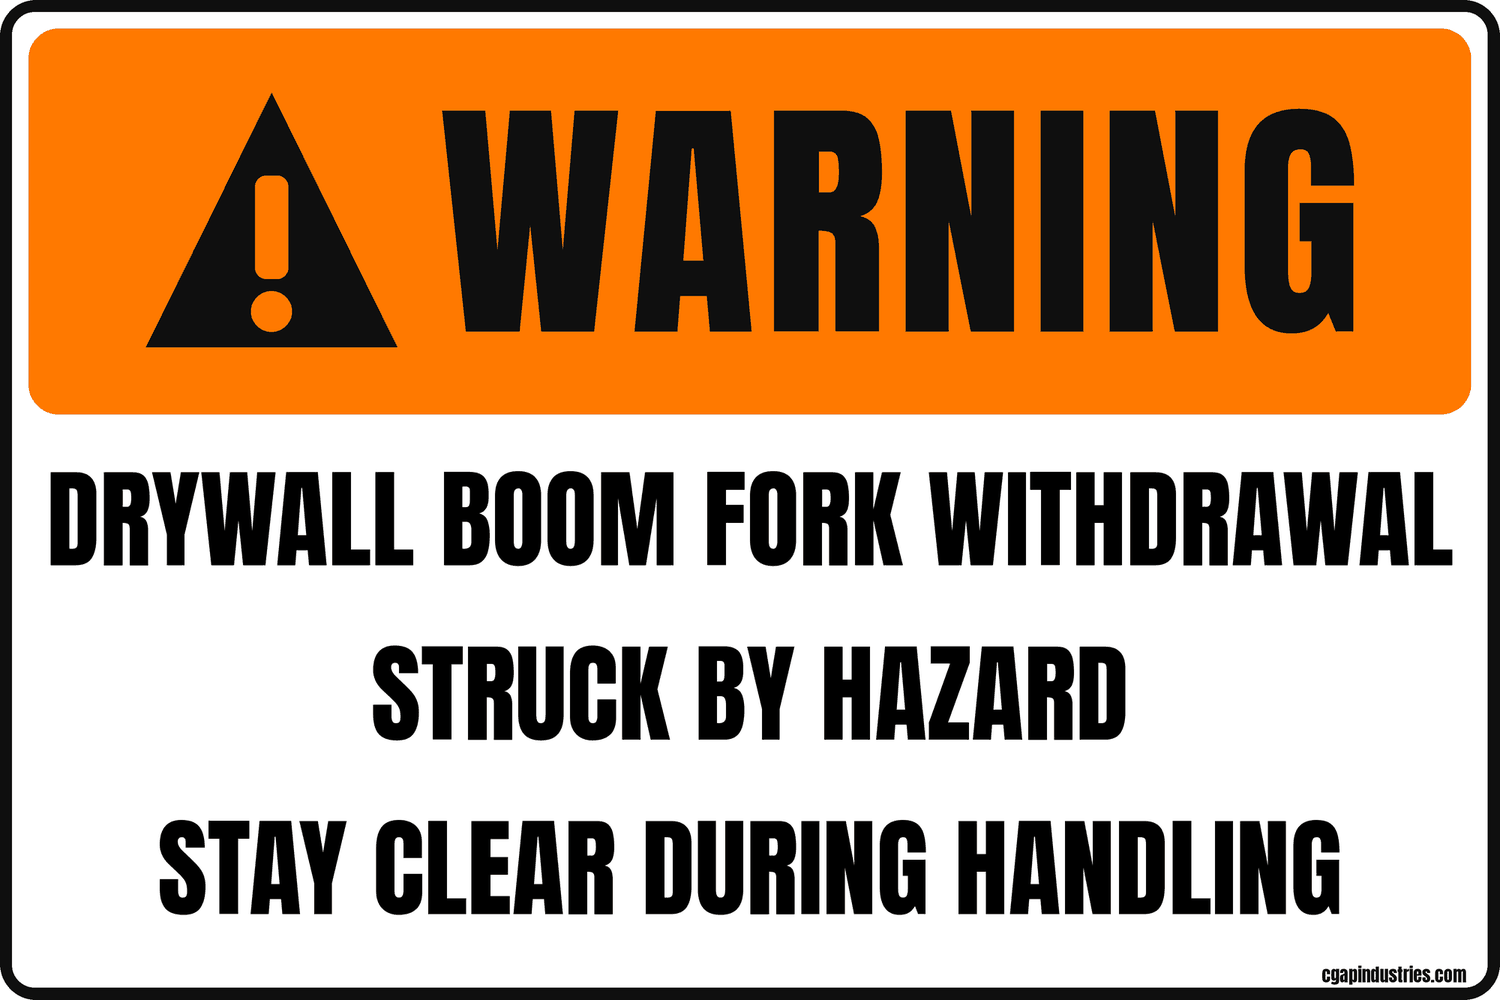 WARNING
DRYWALL BOOM FORK WITHDRAWAL
STRUCK BY HAZARD
STAY CLEAR DURING HANDLING
cgapindustries.com